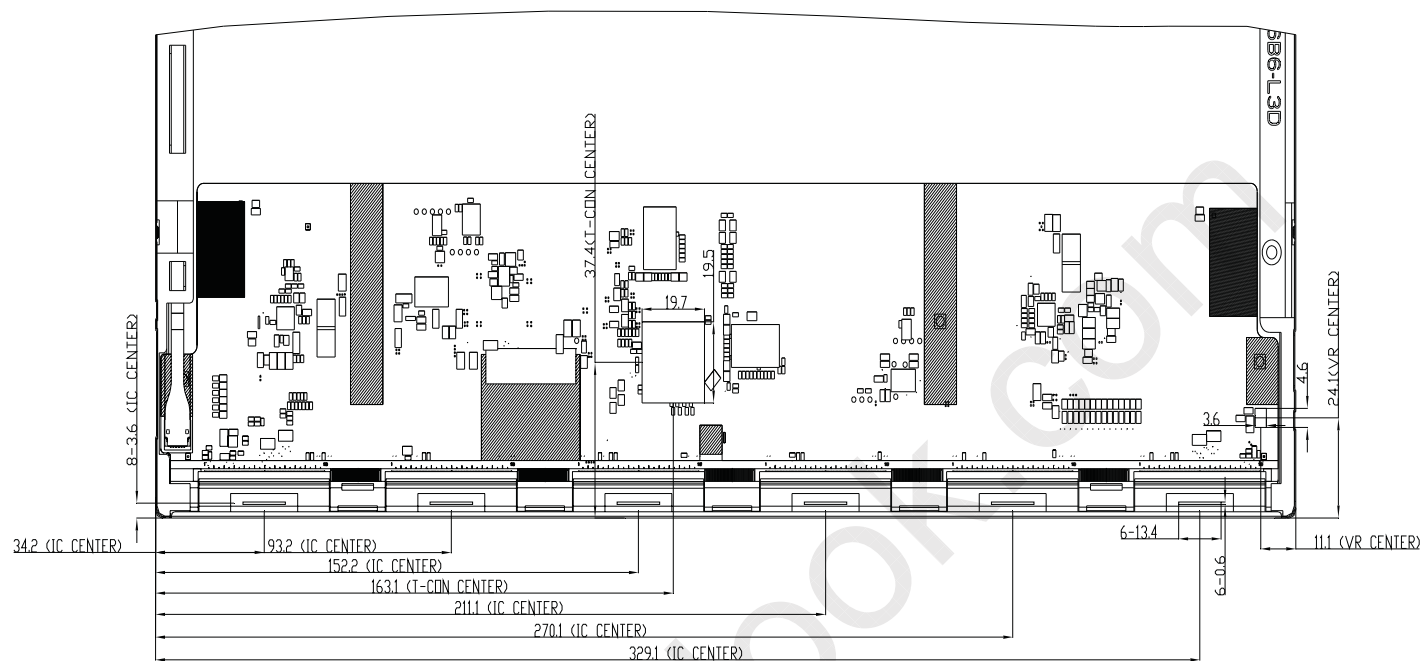 6B6-L3D
37.4(T-CON CENTER)
19.5
19.7
8-3.6 (IC CENTER)
4.6
24.1(VR CENTER)
3.6
34.2 (IC CENTER)
93.2 (IC CENTER)
6-13.4
11.1 (VR CENTER)
152.2 (IC CENTER)
6-0.6
163.1 (T-CON CENTER)
211.1 (IC CENTER)
270.1 (IC CENTER)
329.1 (IC CENTER)
look.com